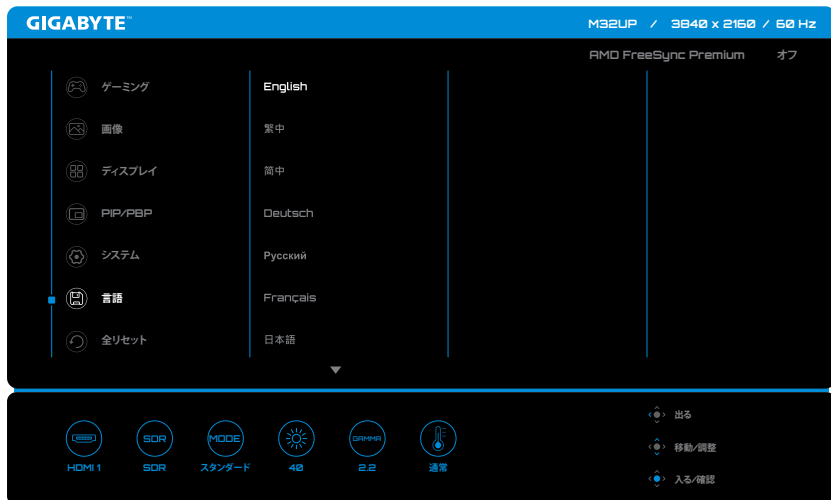 GIGABYTE™
M32UP / 3840 x 2160 / 60 Hz
AMD FreeSync Premium オフ
ゲーミング English
画像 繁中
ディスプレイ 简中
PIP/PBP Deutsch
システム Русский
言語 Français
全リセット 日本語
出る
SDR MODE GAMMA
移動/調整
HDMI 1 SDR スタンダード 40 2.2 通常
入る/確認